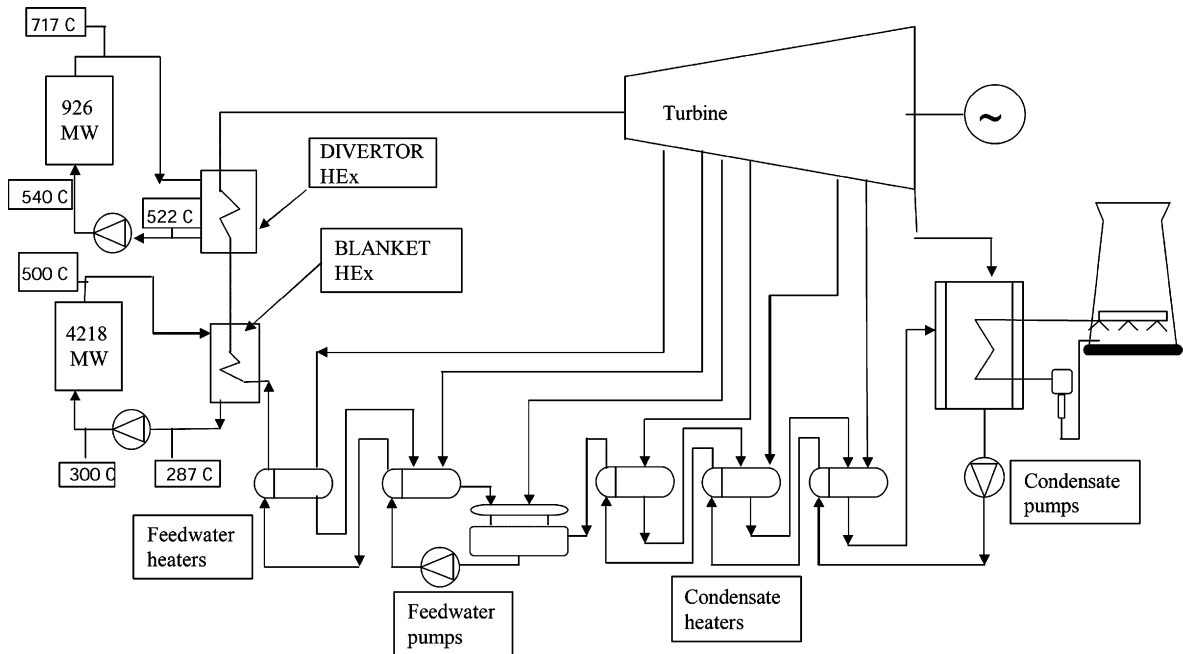 717 C
926
MW
540 C
522 C
DIVERTOR
HEx
Turbine
~
500 C
BLANKET
HEx
4218
MW
300 C
287 C
Feedwater
heaters
Feedwater
pumps
Condensate
heaters
Condensate
pumps